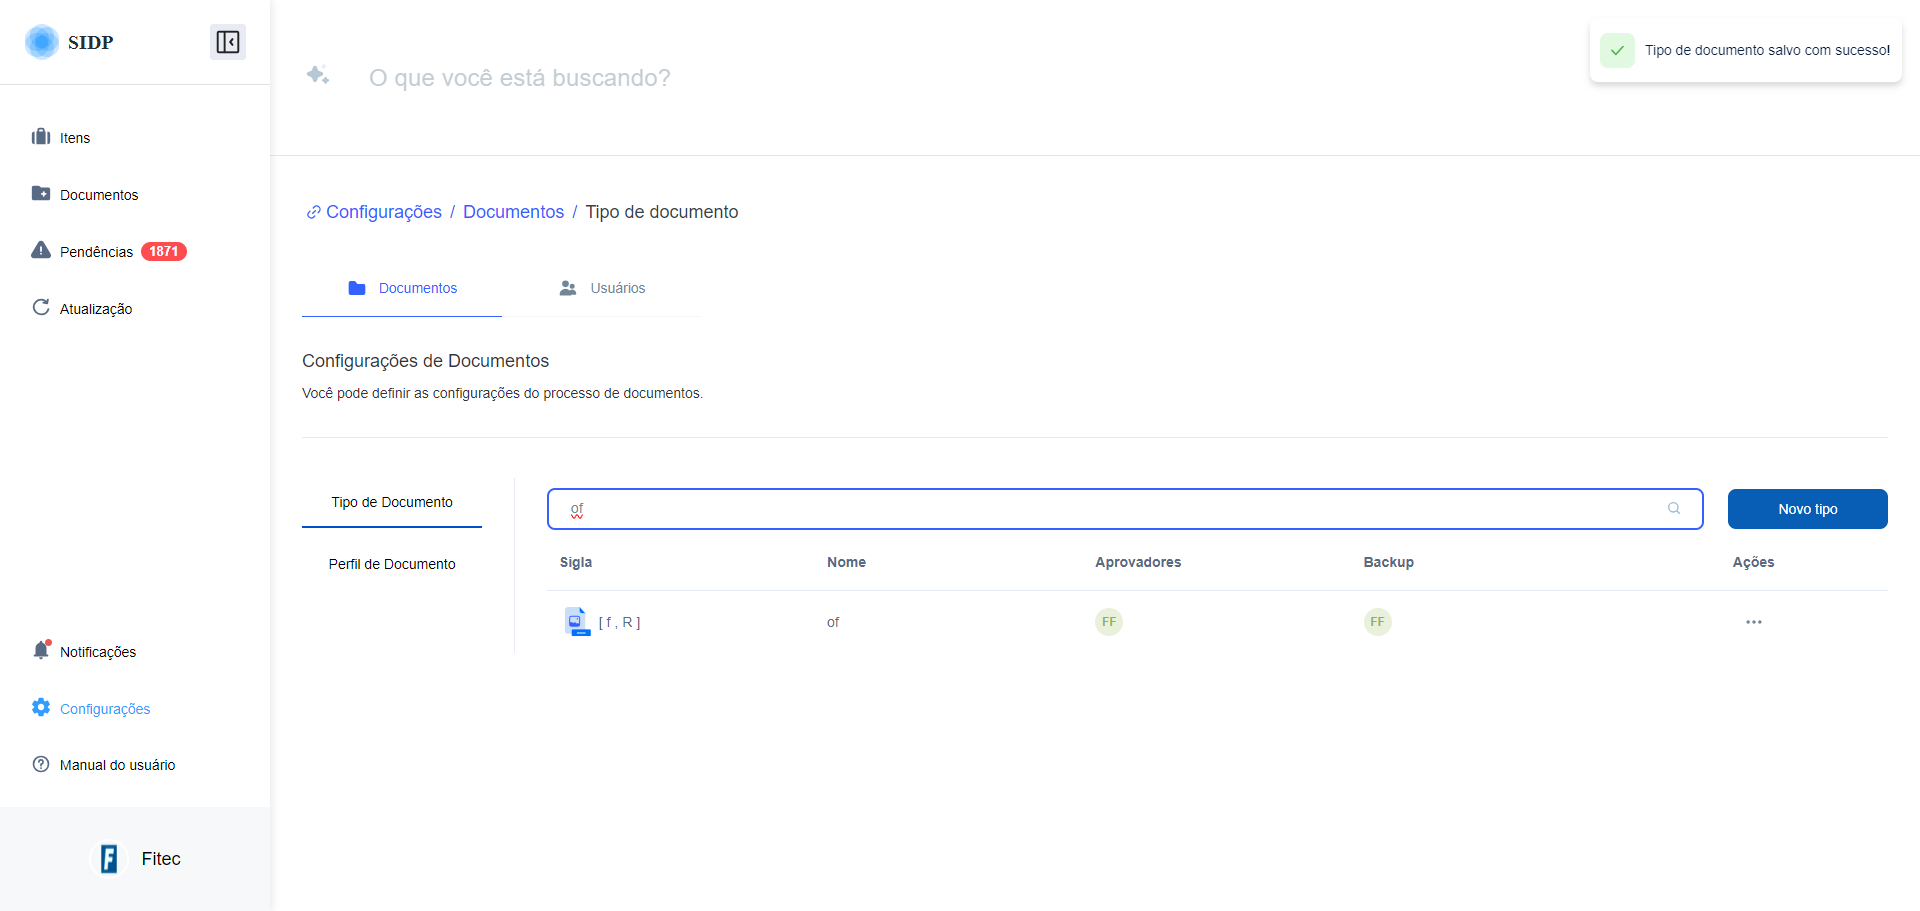 SIDP
Itens
Documentos
Pendências 1871
Atualização
Notificações
Configurações
Manual do usuário
Fitec
O que você está buscando?
Tipo de documento salvo com sucesso!
Configurações / Documentos / Tipo de documento
Documentos
Usuários
Configurações de Documentos
Você pode definir as configurações do processo de documentos.
Tipo de Documento
Perfil de Documento
of
Novo tipo
Sigla Nome Aprovadores Backup Ações
[ f , R ] of FF FF